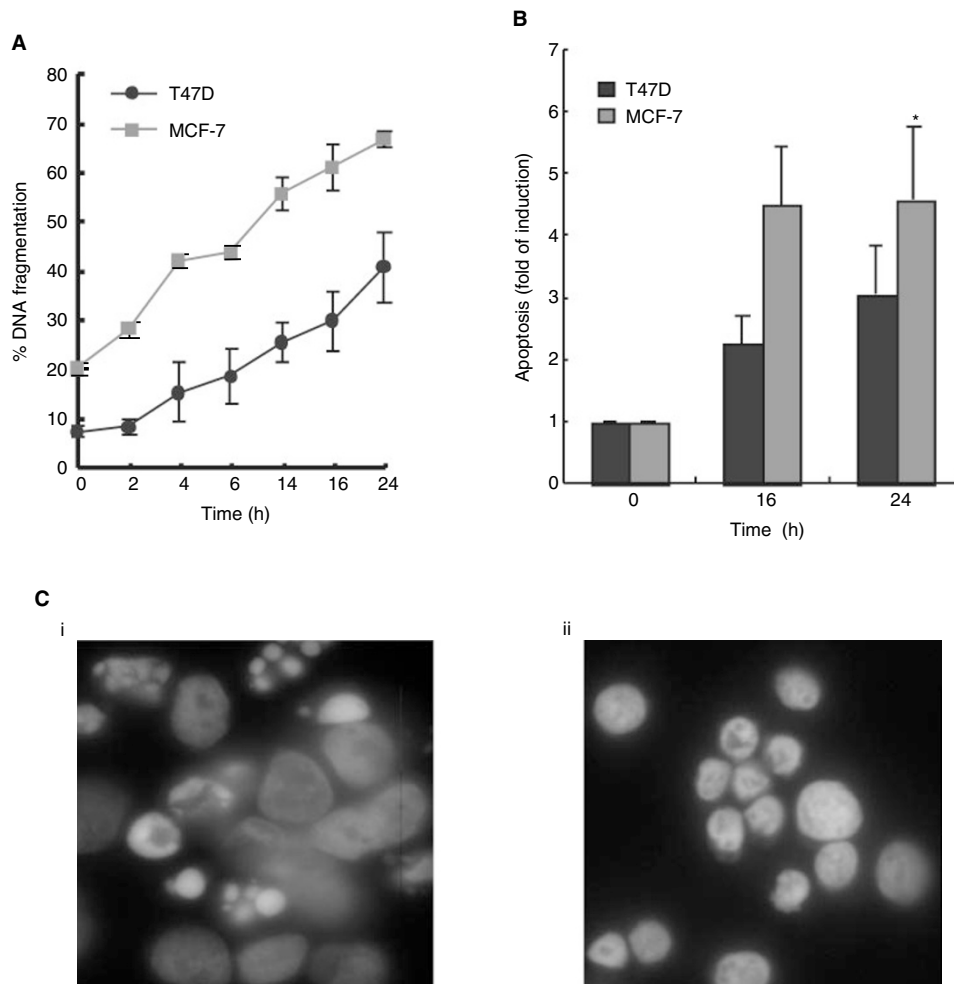 A
80
70
60
50
40
30
20
10
0
% DNA fragmentation
T47D
MCF-7
0 2 4 6 14 16 24
Time (h)
B
7
6
5
4
3
2
1
0
Apoptosis (fold of induction)
T47D
MCF-7
*
0 16 24
Time (h)
C
i
ii